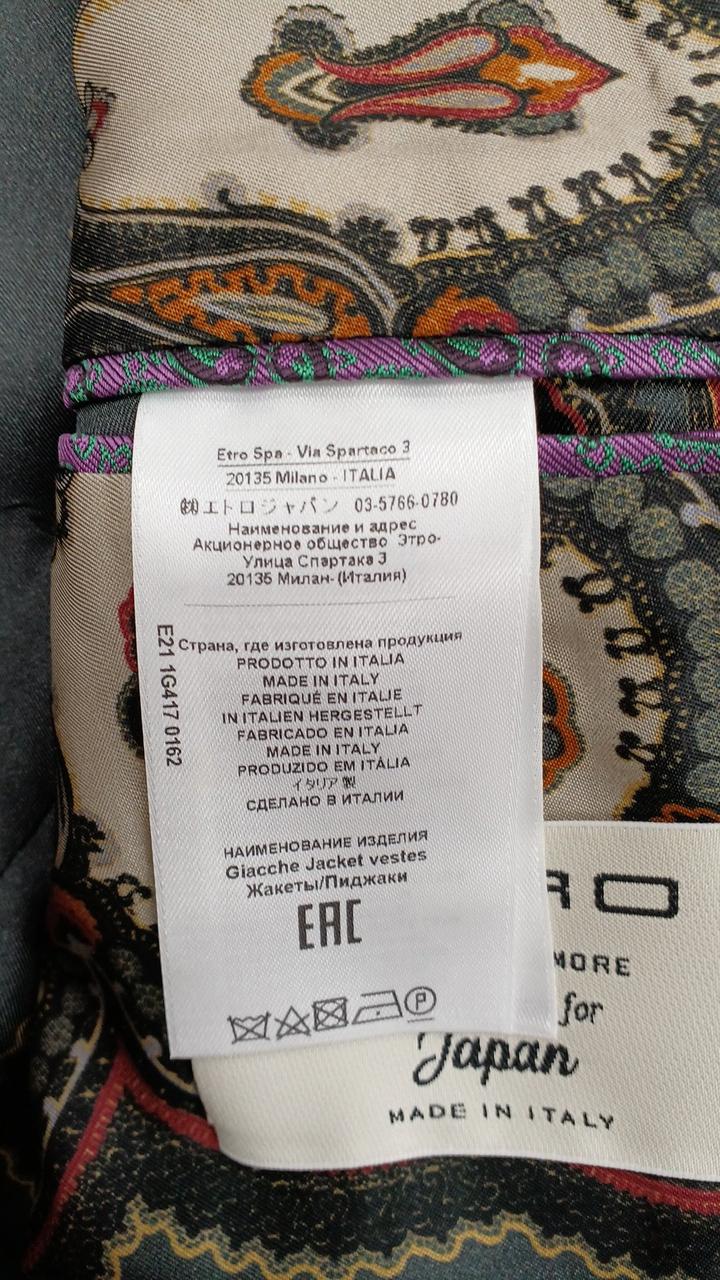 Etro Spa - Via Spartaco 3
20135 Milano - ITALIA
㈱エトロジャパン 03-5766-0780
Наименование и адрес
Акционерное общество Этро-
Улица Спартака 3
20135 Милан- (Италия)
E21 1G417 0162
Страна, где изготовлена продукция
PRODOTTO IN ITALIA
MADE IN ITALY
FABRIQUÉ EN ITALIE
IN ITALIEN HERGESTELLT
FABRICADO EN ITALIA
MADE IN ITALY
PRODUZIDO EM ITÁLIA
イタリア製
СДЕЛАНО В ИТАЛИИ
НАИМЕНОВАНИЕ ИЗДЕЛИЯ
Giacche Jacket vestes
Жакеты/Пиджаки
EAC
P
RO
MORE
for
Japan
MADE IN ITALY